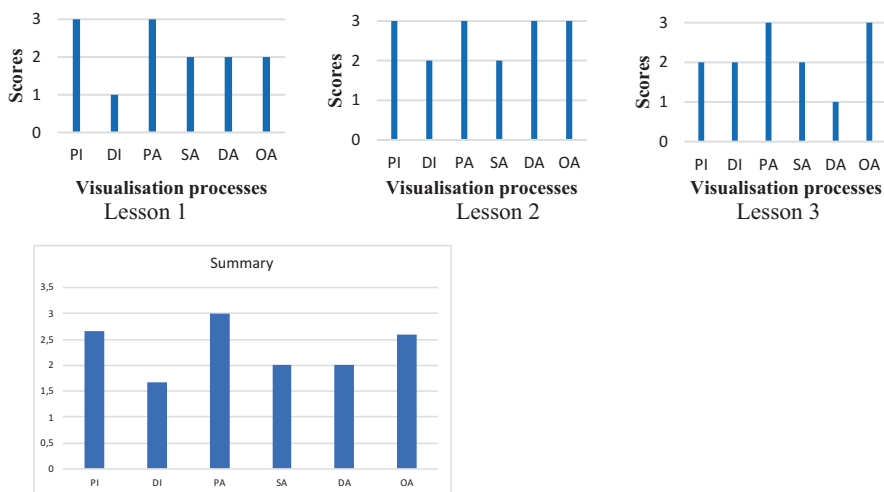 3
2
1
0
Scores
PI DI PA SA DA OA
Visualisation processes
Lesson 1
3
2
1
0
Scores
PI DI PA SA DA OA
Visualisation processes
Lesson 2
3
2
1
0
Scores
PI DI PA SA DA OA
Visualisation processes
Lesson 3
Summary
3,5
3
2,5
2
1,5
1
0,5
0
PI DI PA SA DA OA